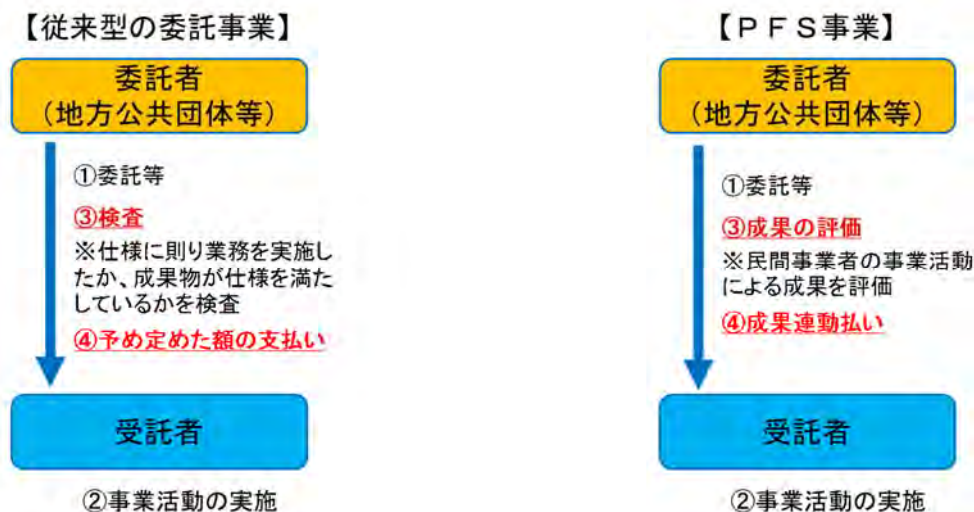 【従来型の委託事業】
委託者
（地方公共団体等）
①委託等
③検査
※仕様に則り業務を実施し
たか、成果物が仕様を満た
しているかを検査
④予め定めた額の支払い
受託者
②事業活動の実施
【ＰＦＳ事業】
委託者
（地方公共団体等）
①委託等
③成果の評価
※民間事業者の事業活動
による成果を評価
④成果連動払い
受託者
②事業活動の実施